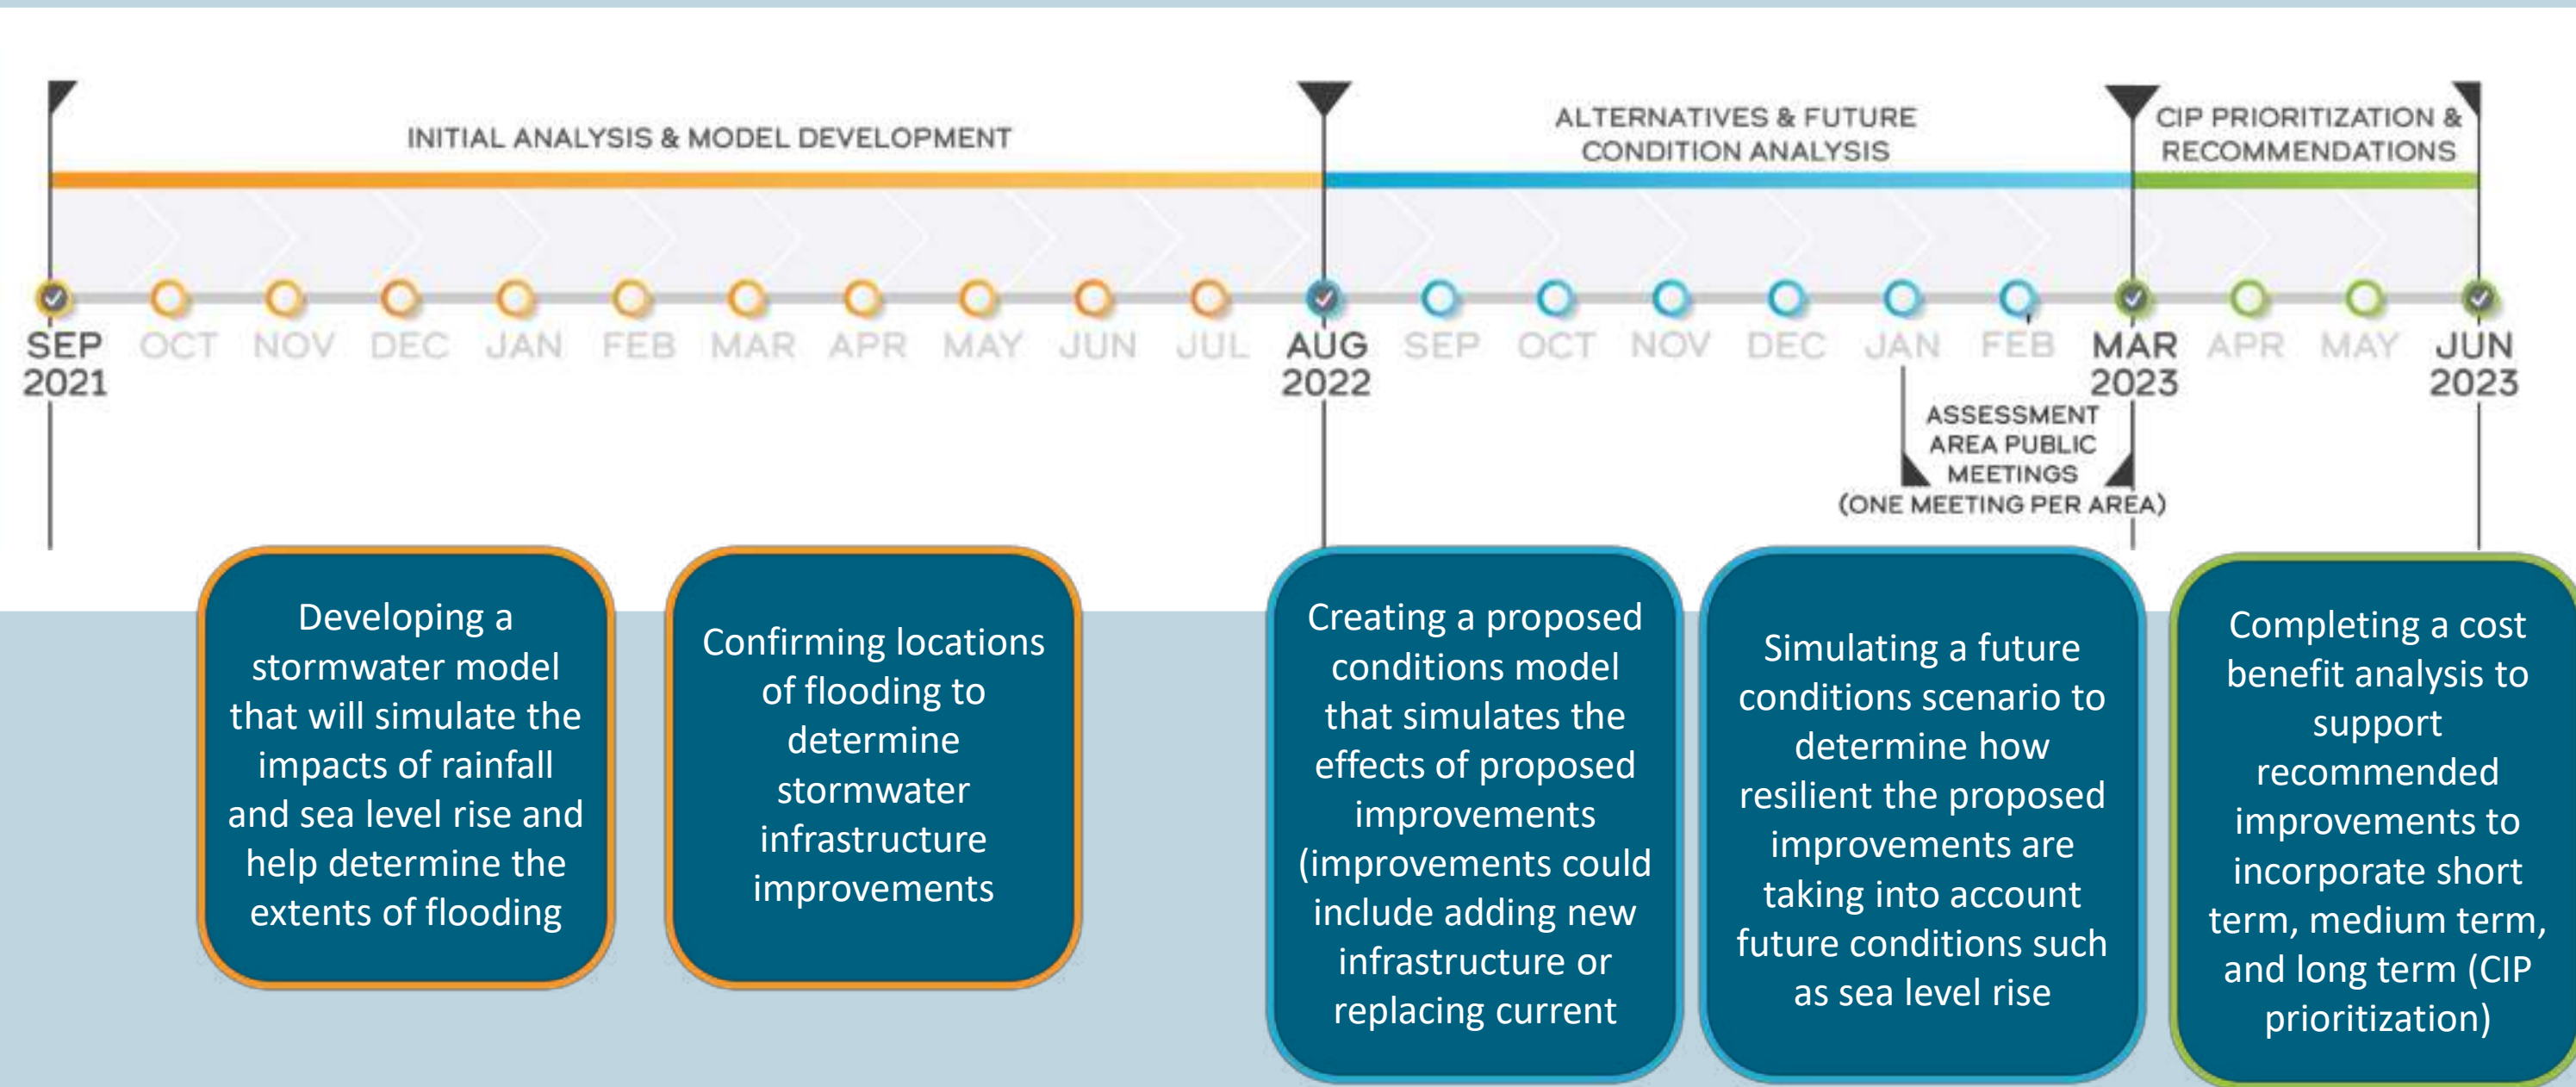 INITIAL ANALYSIS & MODEL DEVELOPMENT
ALTERNATIVES & FUTURE
CONDITION ANALYSIS
CIP PRIORITIZATION &
RECOMMENDATIONS
SEP
2021
OCT
NOV
DEC
JAN
FEB
MAR
APR
MAY
JUN
JUL
AUG
2022
SEP
OCT
NOV
DEC
JAN
FEB
MAR
2023
APR
MAY
JUN
2023
ASSESSMENT
AREA PUBLIC
MEETINGS
(ONE MEETING PER AREA)
Developing a
stormwater model
that will simulate the
impacts of rainfall
and sea level rise and
help determine the
extents of flooding
Confirming locations
of flooding to
determine
stormwater
infrastructure
improvements
Creating a proposed
conditions model
that simulates the
effects of proposed
improvements
(improvements could
include adding new
infrastructure or
replacing current
Simulating a future
conditions scenario to
determine how
resilient the proposed
improvements are
taking into account
future conditions such
as sea level rise
Completing a cost
benefit analysis to
support
recommended
improvements to
incorporate short
term, medium term,
and long term (CIP
prioritization)